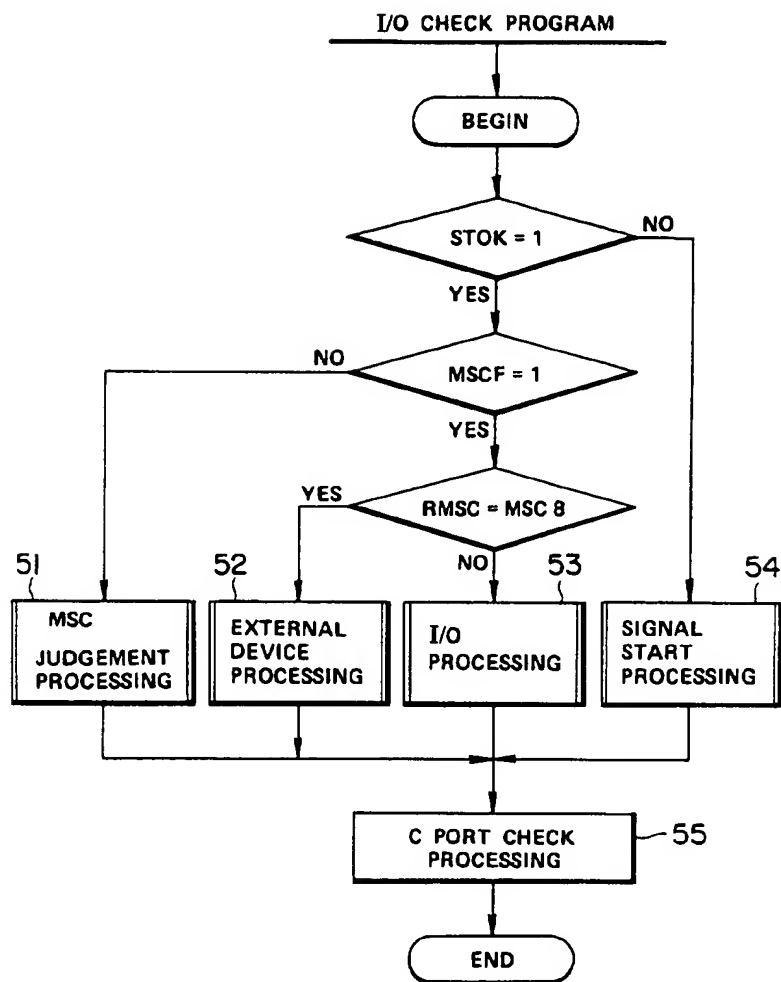 I/O CHECK PROGRAM
BEGIN
STOK = 1
NO
YES
NO
MSCF = 1
YES
YES
RMSC = MSC 8
NO
51
52
53
54
MSC
JUDGEMENT
PROCESSING
EXTERNAL
DEVICE
PROCESSING
I/O
PROCESSING
SIGNAL
START
PROCESSING
C PORT CHECK
PROCESSING
55
END